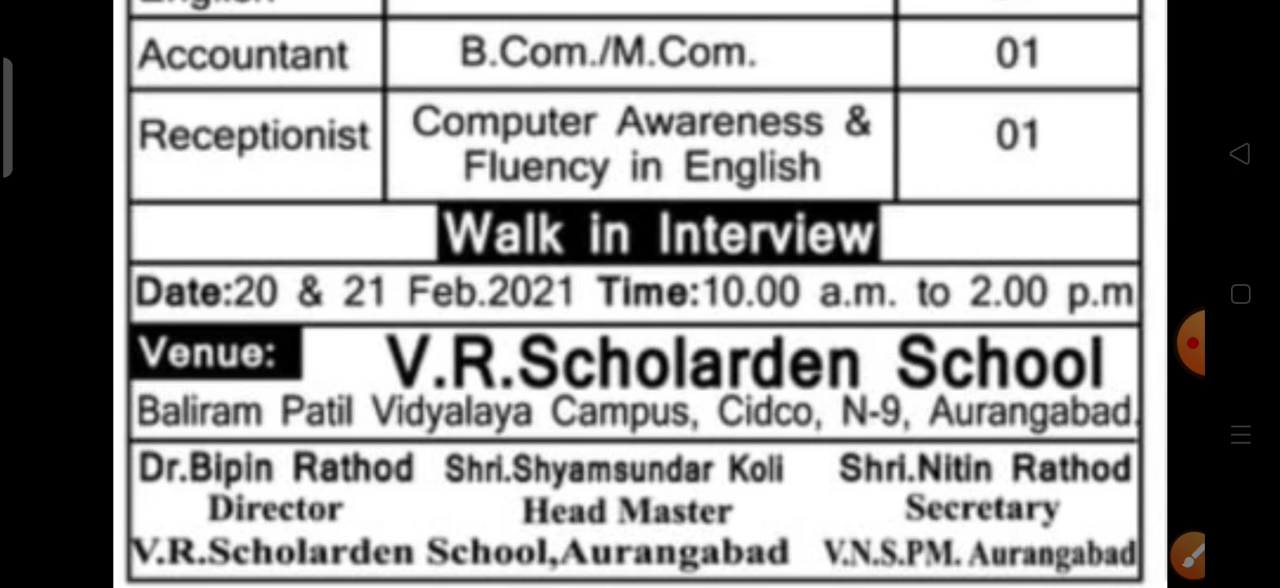 English
Accountant B.Com./M.Com. 01
Receptionist Computer Awareness & 01
Fluency in English
Walk in Interview
Date:20 & 21 Feb.2021 Time:10.00 a.m. to 2.00 p.m
Venue: V.R.Scholarden School
Baliram Patil Vidyalaya Campus, Cidco, N-9, Aurangabad.
Dr.Bipin Rathod Shri.Shyamsundar Koli Shri.Nitin Rathod
Director Head Master Secretary
V.R.Scholarden School,Aurangabad V.N.S.PM. Aurangabad